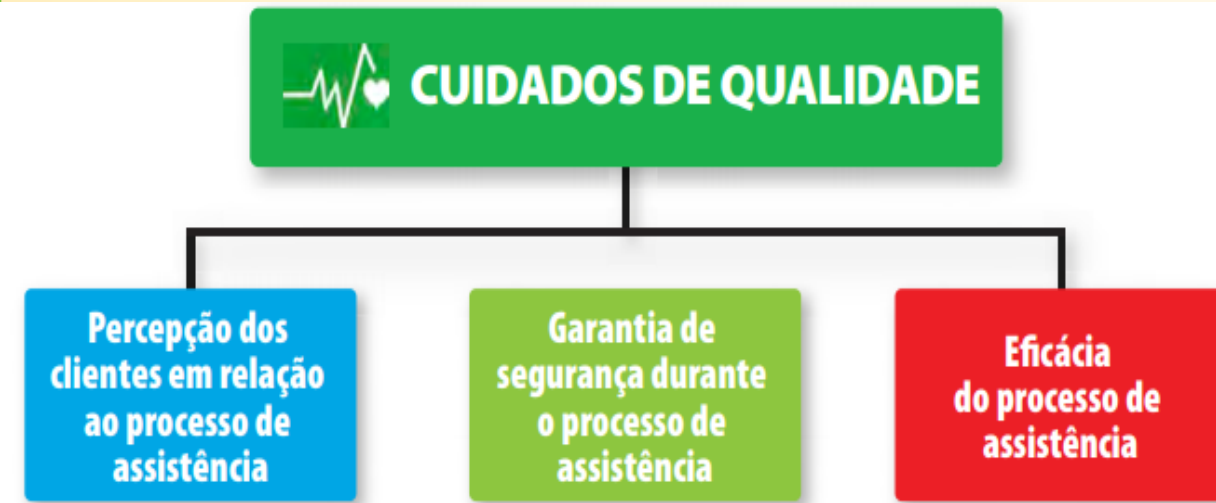 CUIDADOS DE QUALIDADE
Percepção dos
clientes em relação
ao processo de
assistência
Garantia de
segurança durante
o processo de
assistência
Eficácia
do processo de
assistência